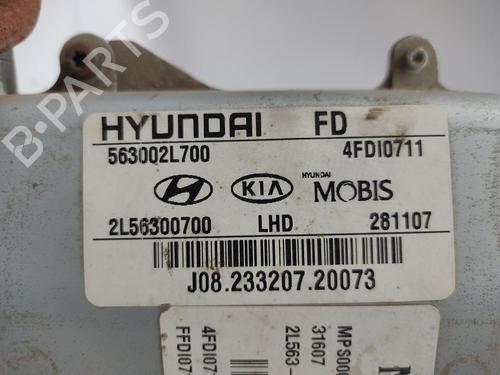 B-PARTS
HYUNDAI FD
563002L700 4FDI0711
KIA HYUNDAI MOBIS
2L56300700 LHD 281107
J08.233207.20073
MPS00
31607
2L563-
4FDI07
FFDI07